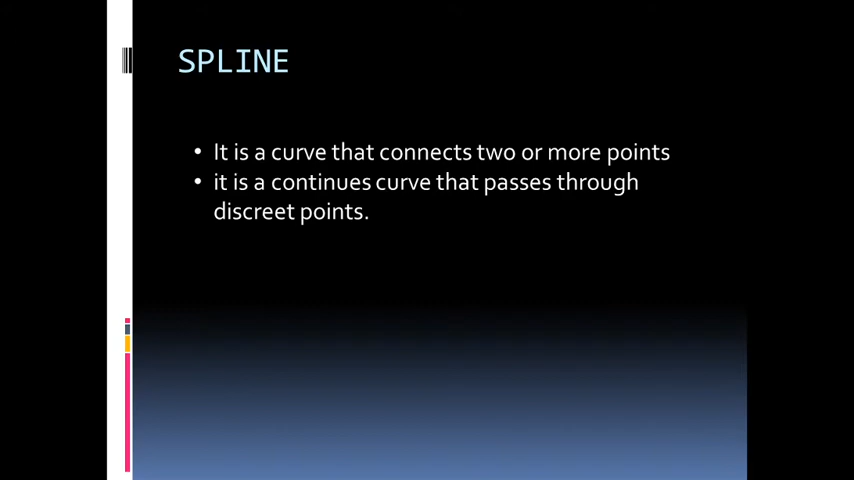 SPLINE
• It is a curve that connects two or more points
• it is a continues curve that passes through
discreet points.